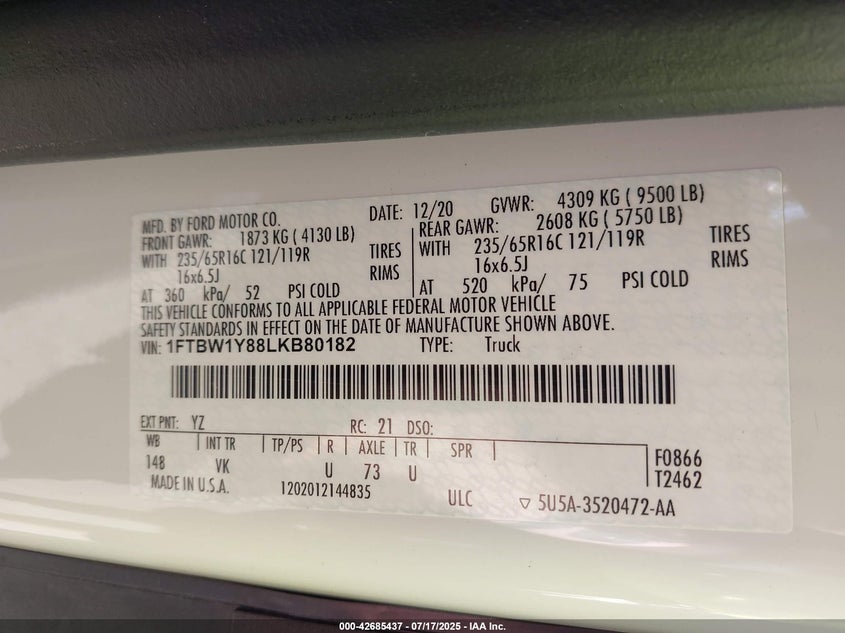 MFD. BY FORD MOTOR CO.
DATE: 12/20
GVWR: 4309 KG ( 9500 LB)
FRONT GAWR: 1873 KG ( 4130 LB)
REAR GAWR: 2608 KG ( 5750 LB)
WITH 235/65R16C 121/119R TIRES
WITH 235/65R16C 121/119R TIRES
16x6.5J RIMS
16x6.5J RIMS
AT 360 kPa/ 52 PSI COLD
AT 520 kPa/ 75 PSI COLD
THIS VEHICLE CONFORMS TO ALL APPLICABLE FEDERAL MOTOR VEHICLE
SAFETY STANDARDS IN EFFECT ON THE DATE OF MANUFACTURE SHOWN ABOVE.
VIN: 1FTBW1Y88LKB80182 TYPE: Truck
EXT PNT: YZ RC: 21 DSO:
WB INT TR TP/PS R AXLE TR SPR
148 VK U 73 U
F0866
T2462
MADE IN U.S.A. 1202012144835 ULC ▽ 5U5A-3520472-AA
000-42685437 - 07/17/2025 - IAA Inc.